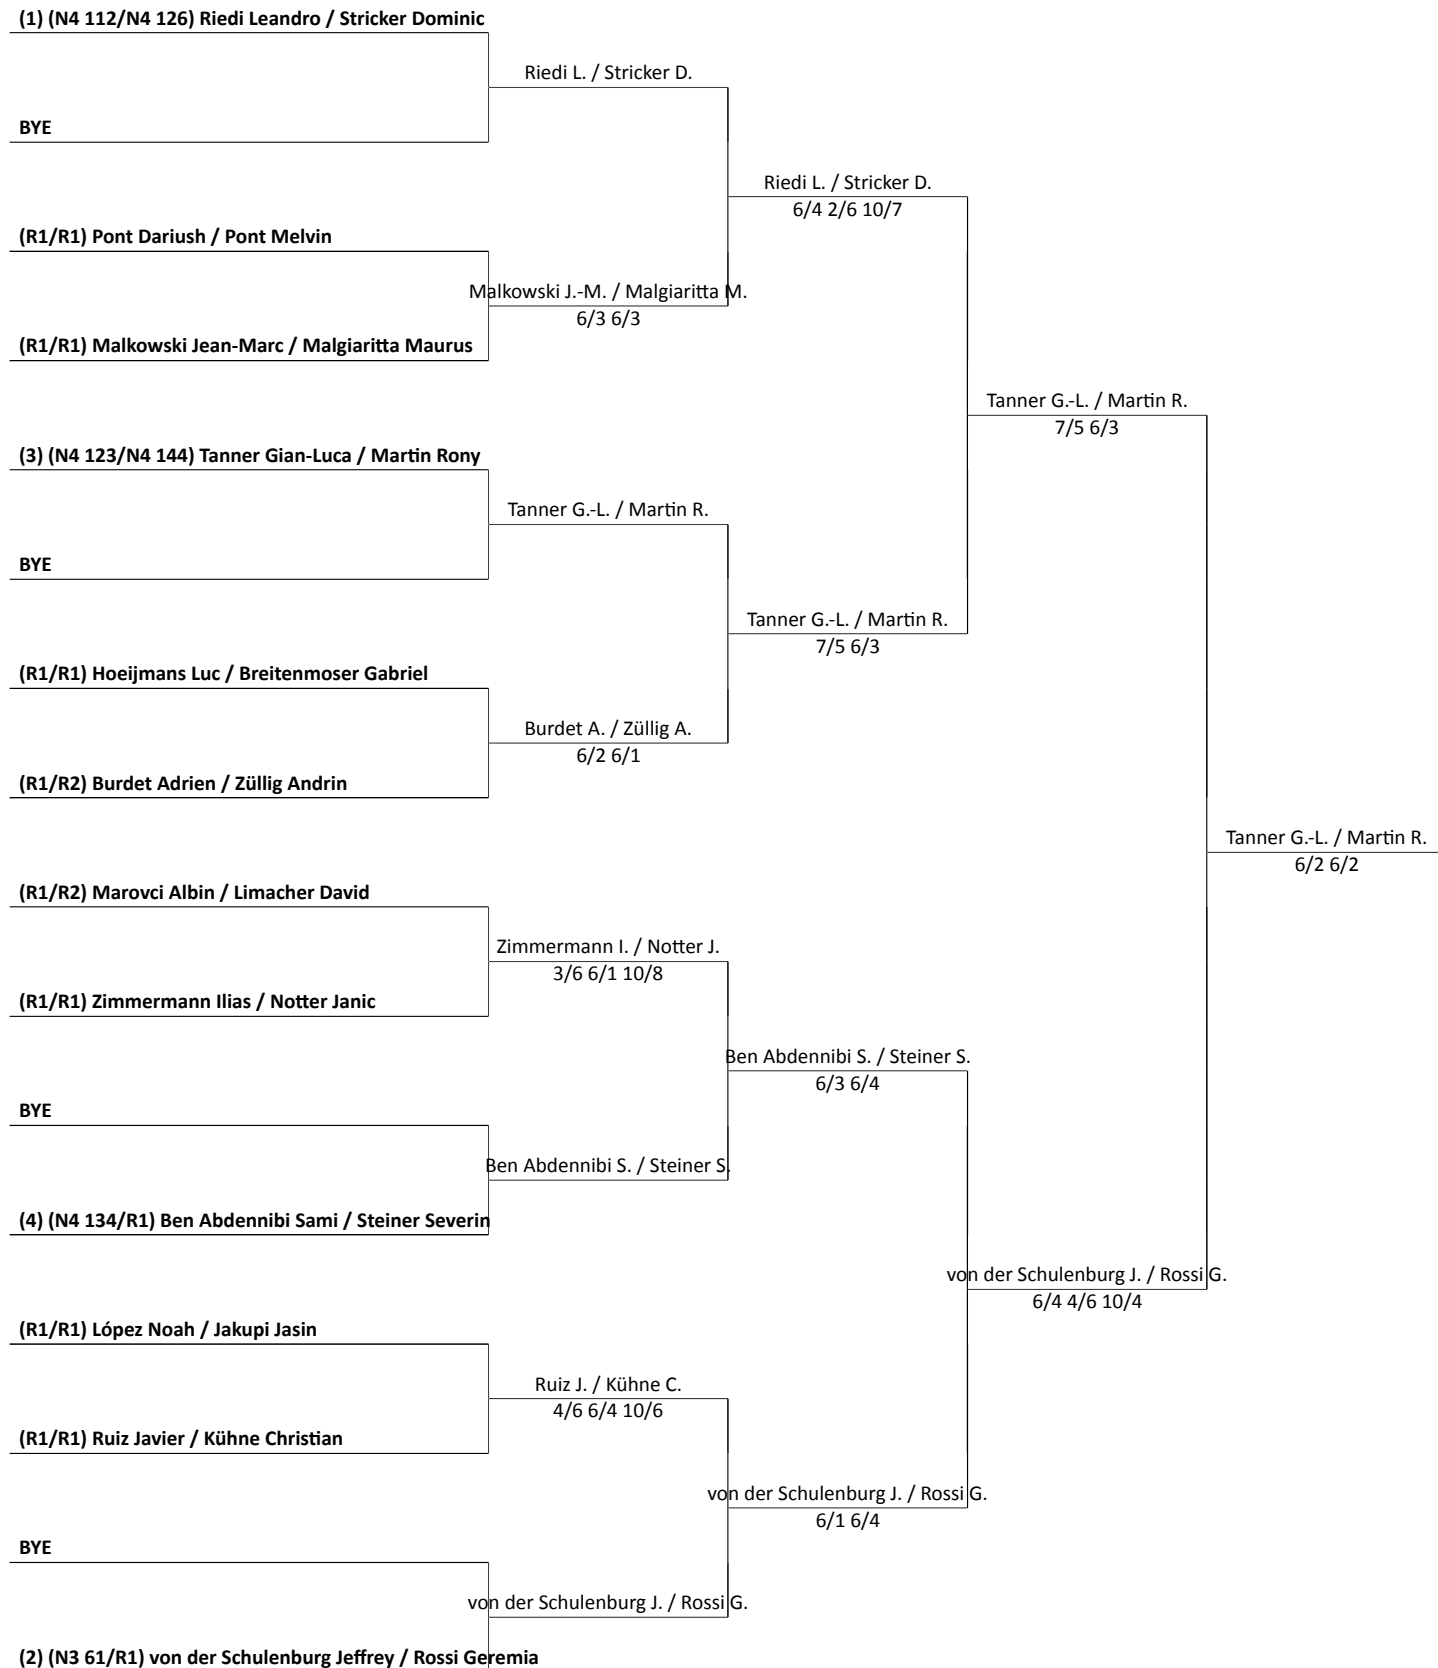 (1) (N4 112/N4 126) Riedi Leandro / Stricker Dominic
Riedi L. / Stricker D.
BYE
Riedi L. / Stricker D.
6/4 2/6 10/7
(R1/R1) Pont Dariush / Pont Melvin
Malkowski J.-M. / Malgiaritta M.
6/3 6/3
(R1/R1) Malkowski Jean-Marc / Malgiaritta Maurus
Tanner G.-L. / Martin R.
7/5 6/3
(3) (N4 123/N4 144) Tanner Gian-Luca / Martin Rony
Tanner G.-L. / Martin R.
BYE
Tanner G.-L. / Martin R.
7/5 6/3
(R1/R1) Hoeijmans Luc / Breitenmoser Gabriel
Burdet A. / Züllig A.
6/2 6/1
(R1/R2) Burdet Adrien / Züllig Andrin
Tanner G.-L. / Martin R.
6/2 6/2
(R1/R2) Marovci Albin / Limacher David
Zimmermann I. / Notter J.
3/6 6/1 10/8
(R1/R1) Zimmermann Ilias / Notter Janic
Ben Abdennibi S. / Steiner S.
6/3 6/4
BYE
Ben Abdennibi S. / Steiner S.
(4) (N4 134/R1) Ben Abdennibi Sami / Steiner Severin
von der Schulenburg J. / Rossi G.
6/4 4/6 10/4
(R1/R1) López Noah / Jakupi Jasin
Ruiz J. / Kühne C.
4/6 6/4 10/6
(R1/R1) Ruiz Javier / Kühne Christian
von der Schulenburg J. / Rossi G.
6/1 6/4
BYE
von der Schulenburg J. / Rossi G.
(2) (N3 61/R1) von der Schulenburg Jeffrey / Rossi Geremia